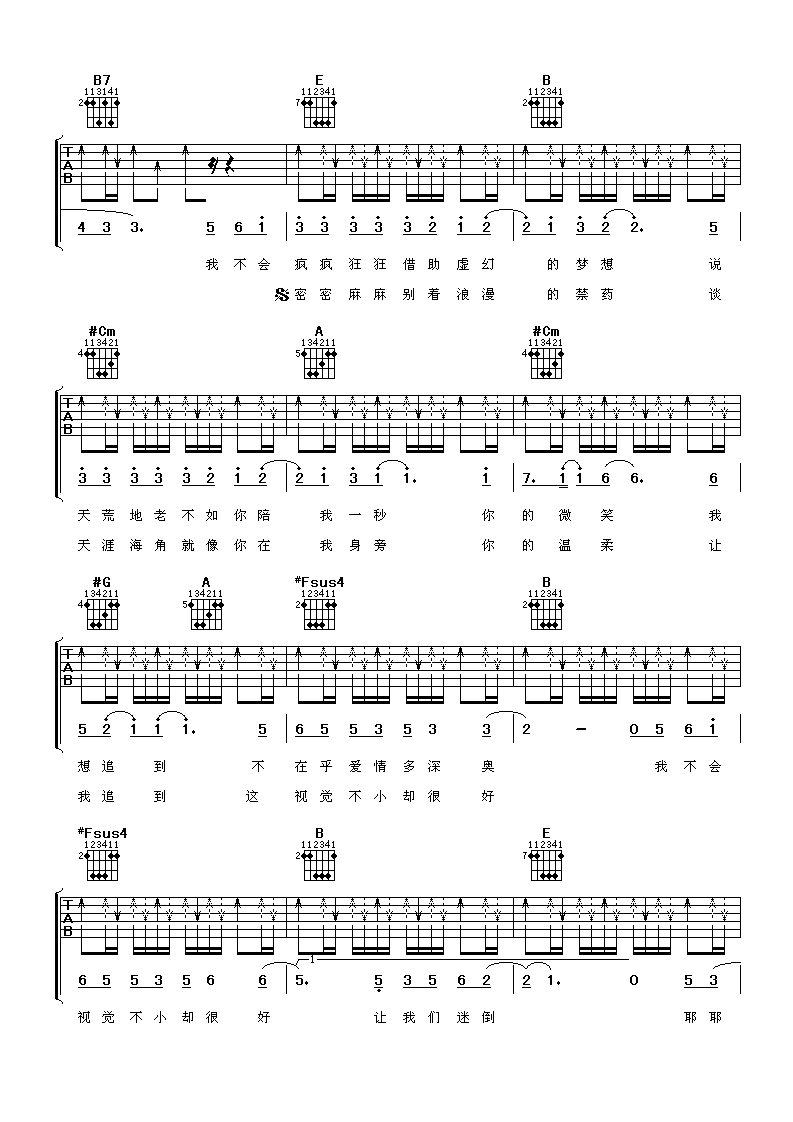 B7 E B
113141 112341 112341
2 7 2
T
A
B
4 3 3. 5 6 1 3 3 3 3 3 2 1 2 2 1 3 2 2. 5
我 不 会 疯 疯 狂 狂 借 助 虚 幻 的 梦 想 说
密 密 麻 麻 别 着 浪 漫 的 禁 药 谈
#Cm A #Cm
113421 134211 113421
4 5 4
T
A
B
3 3 3 3 3 2 1 2 2 1 3 1 1. 1 7. 1 1 6 6. 6
天 荒 地 老 不 如 你 陪 我 一 秒 你 的 微 笑 我
天 涯 海 角 就 像 你 在 我 身 旁 你 的 温 柔 让
#G A #Fsus4 B
134211 134211 123411 112341
4 5 2 2
T
A
B
5 2 1 1 1. 5 6 5 5 3 5 3 3 2 - 0 5 6 1
想 追 到 不 在 乎 爱 情 多 深 奥 我 不 会
我 追 到 这 视 觉 不 小 却 很 好
#Fsus4 B E
123411 112341 112341
2 2 7
T
A
B
1
6 5 5 3 5 6 6 5. 5 3 5 6 2 2 1. 0 5 3
视 觉 不 小 却 很 好 让 我 们 迷 倒 耶 耶